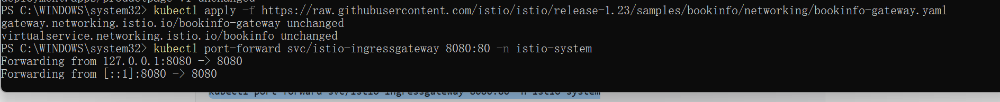 deployment.apps/productpage-v1 unchanged
PS C:\WINDOWS\system32> kubectl apply -f https://raw.githubusercontent.com/istio/istio/release-1.23/samples/bookinfo/networking/bookinfo-gateway.yaml
gateway.networking.istio.io/bookinfo-gateway unchanged
virtualservice.networking.istio.io/bookinfo unchanged
PS C:\WINDOWS\system32> kubectl port-forward svc/istio-ingressgateway 8080:80 -n istio-system
Forwarding from 127.0.0.1:8080 -> 8080
Forwarding from [::1]:8080 -> 8080
kubectl port-forward svc/istio-ingressgateway 8080:80 -n istio-system